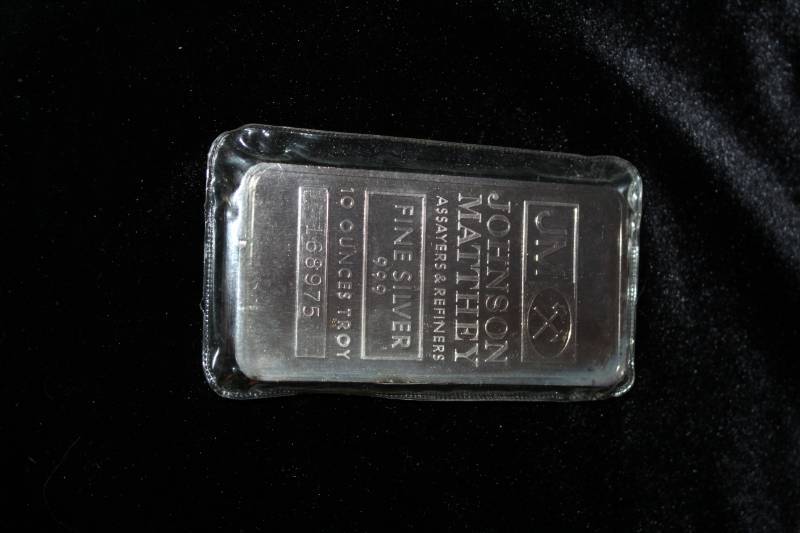 JM
JOHNSON
MATTHEY
ASSAYERS & REFINERS
FINE SILVER
999
10 OUNCES TROY
168975